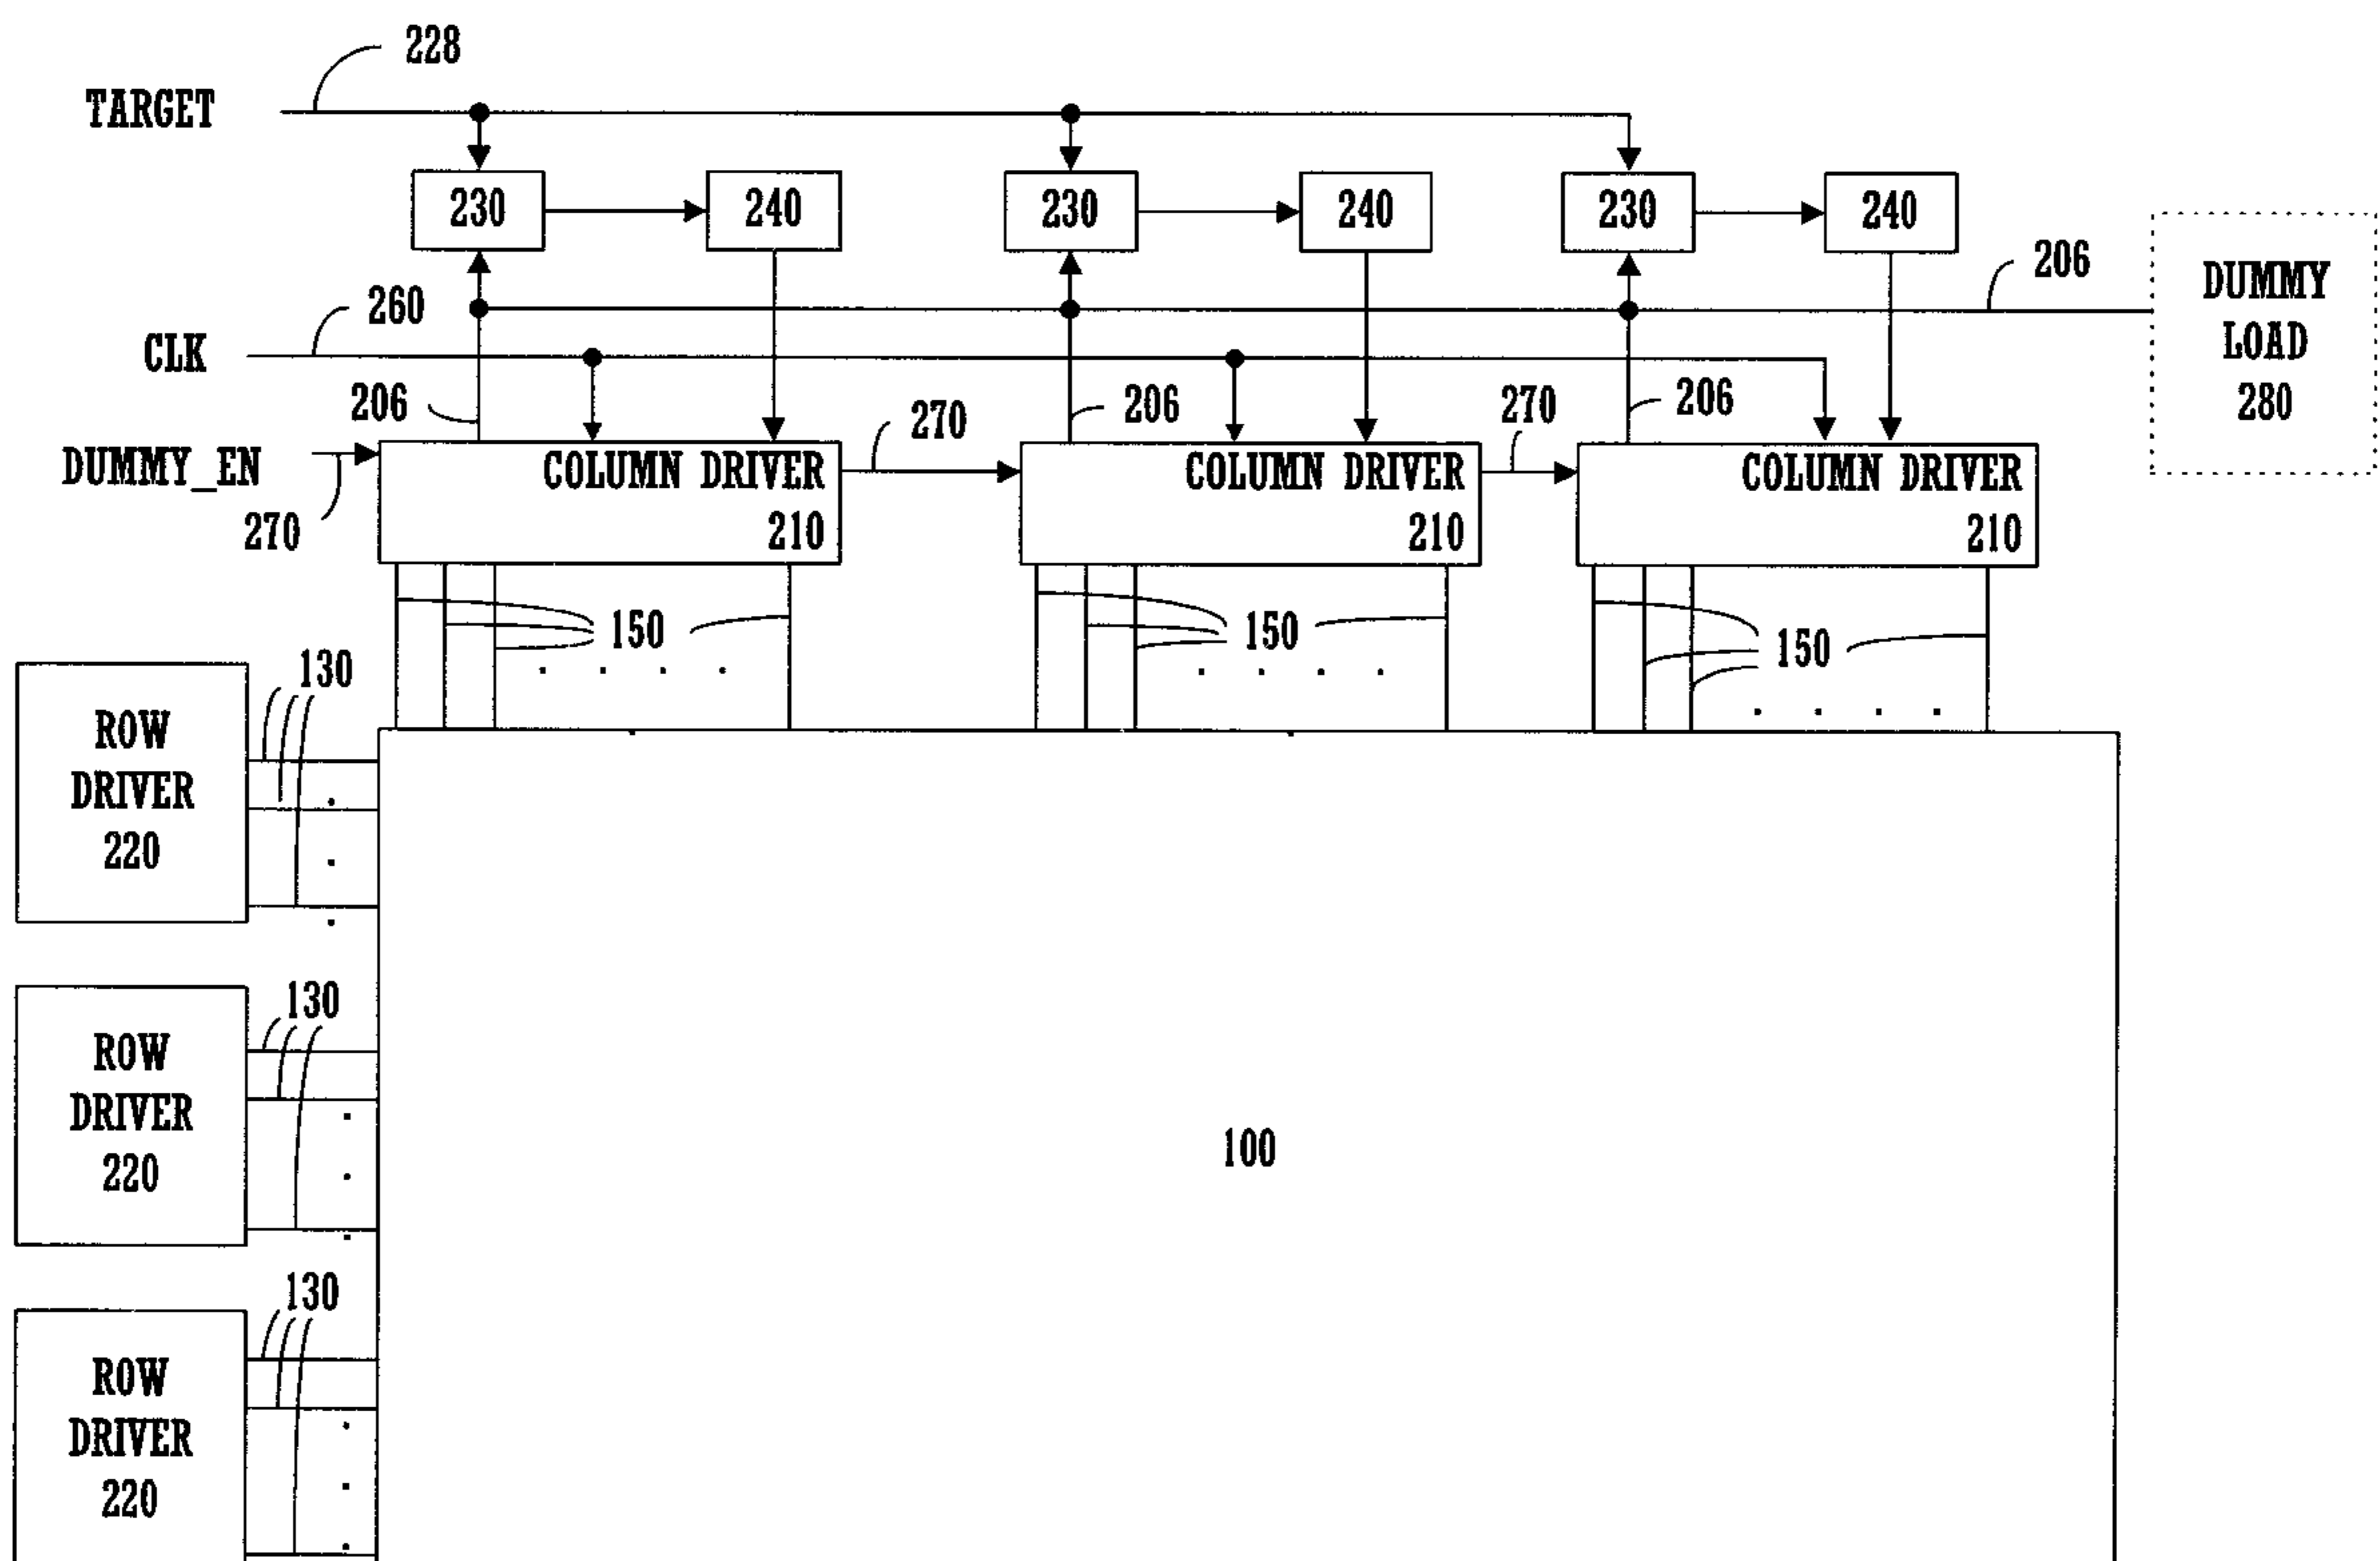 228
TARGET
230 240 230 240 230 240
206
DUMMY
LOAD
280
260
CLK
206 270 206 270 206
DUMMY_EN
270
COLUMN DRIVER
210
COLUMN DRIVER
210
COLUMN DRIVER
210
150 150 150
130
ROW
DRIVER
220
130
ROW
DRIVER
220
100
130
ROW
DRIVER
220